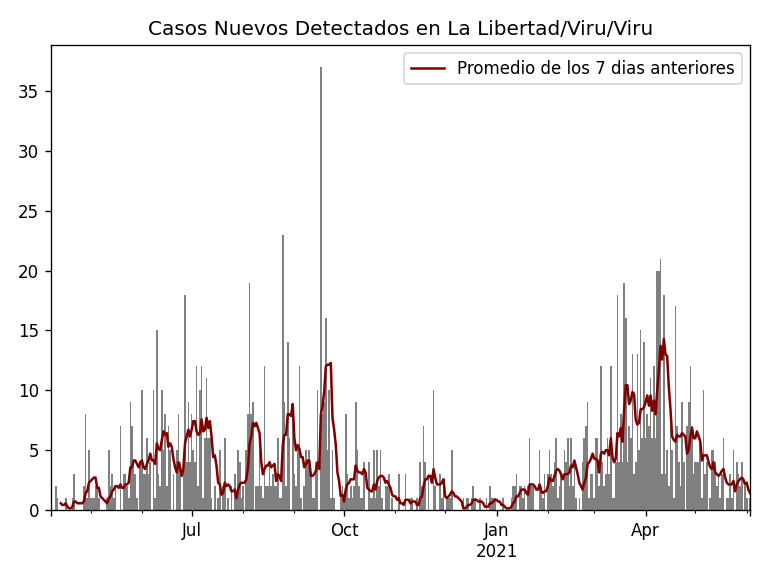 Casos Nuevos Detectados en La Libertad/Viru/Viru
Promedio de los 7 dias anteriores
35
30
25
20
15
10
5
0
Jul
Oct
Jan
2021
Apr